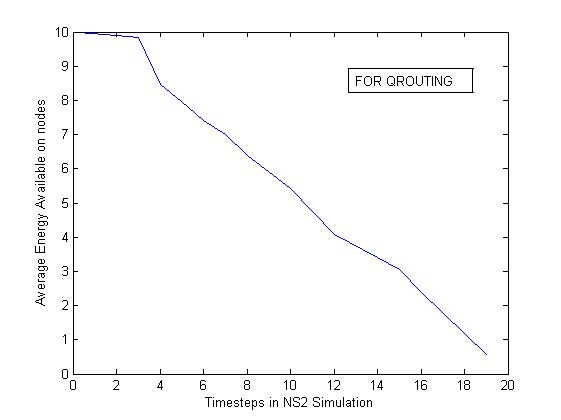 10
9
8
7
6
5
4
3
2
1
0
Average Energy Available on nodes
FOR QROUTING
0 2 4 6 8 10 12 14 16 18 20
Timesteps in NS2 Simulation